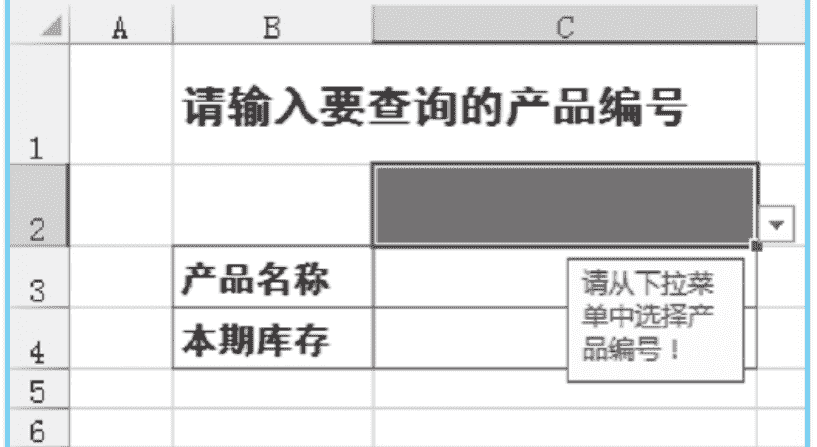 A B C
请输入要查询的产品编号
1
2
产品名称
3
请从下拉菜
单中选择产
品编号！
本期库存
4
5
6